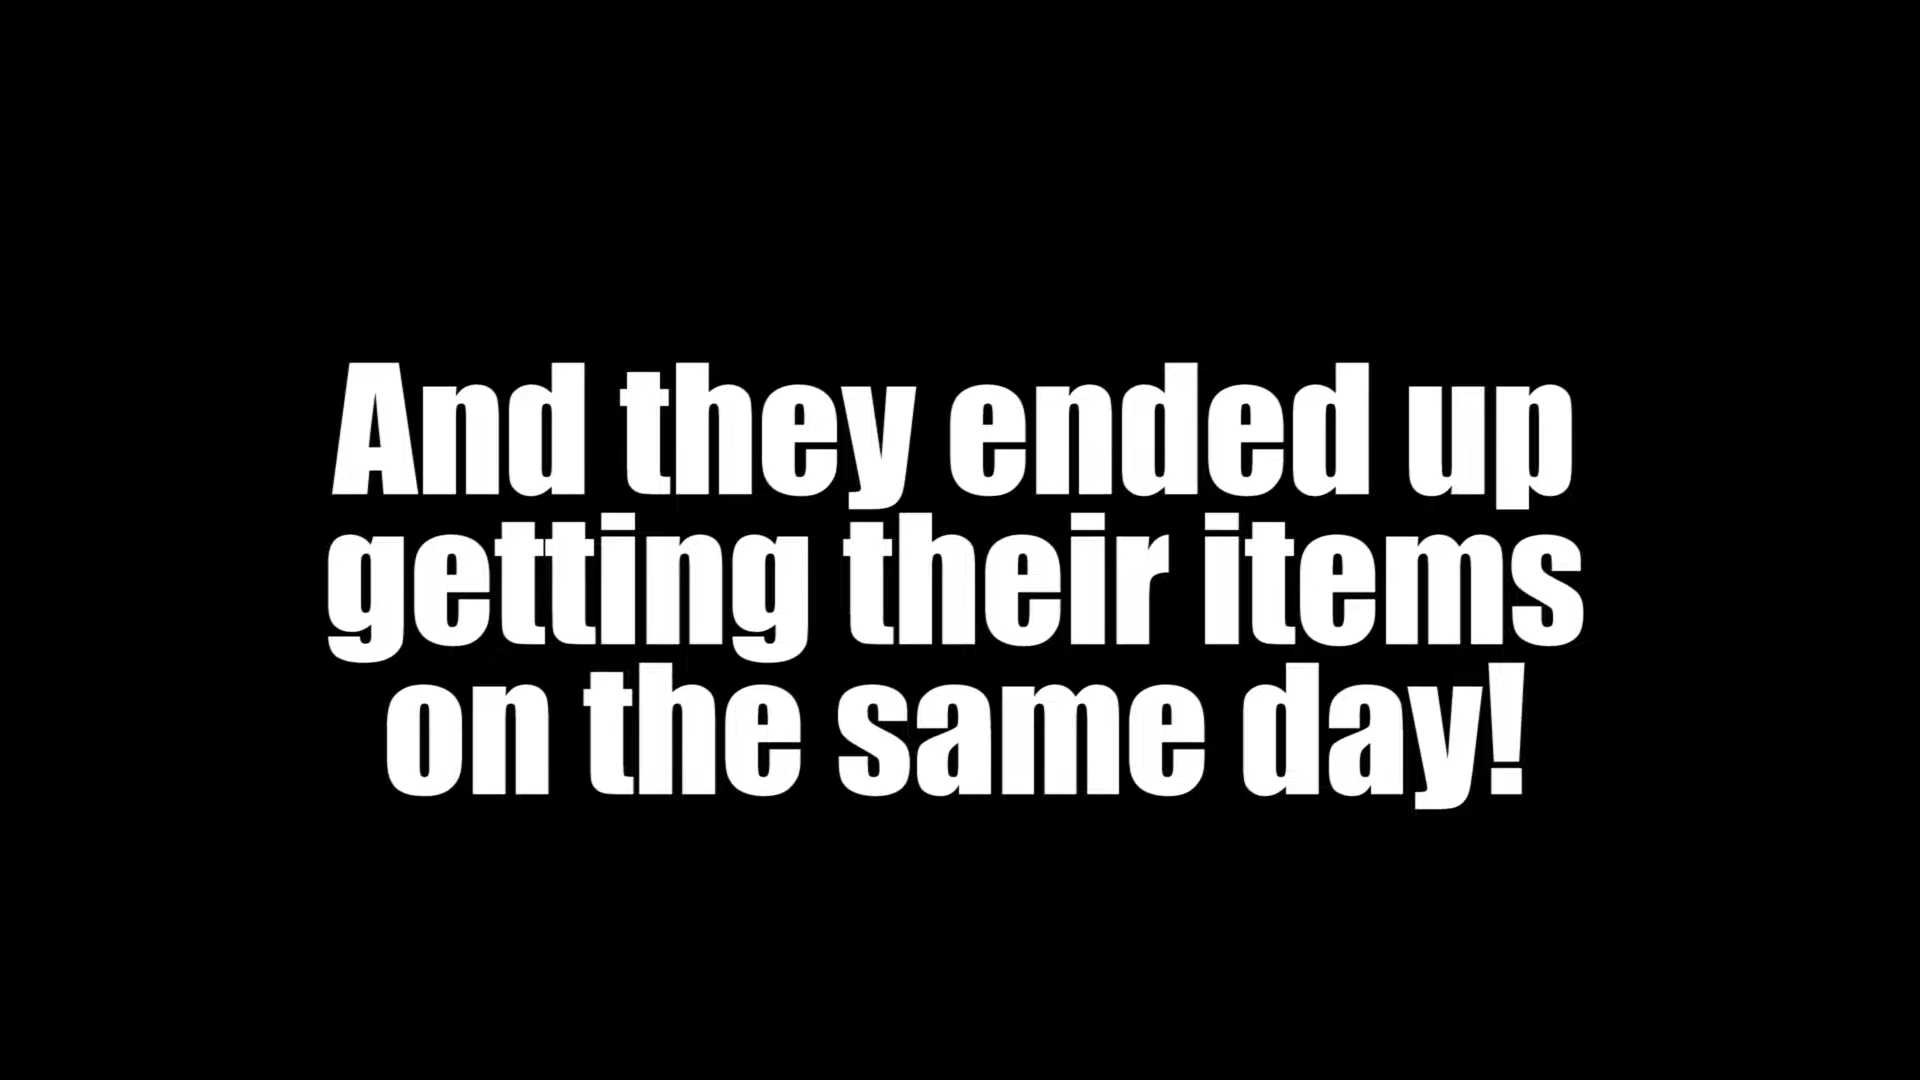 And they ended up
getting their items
on the same day!